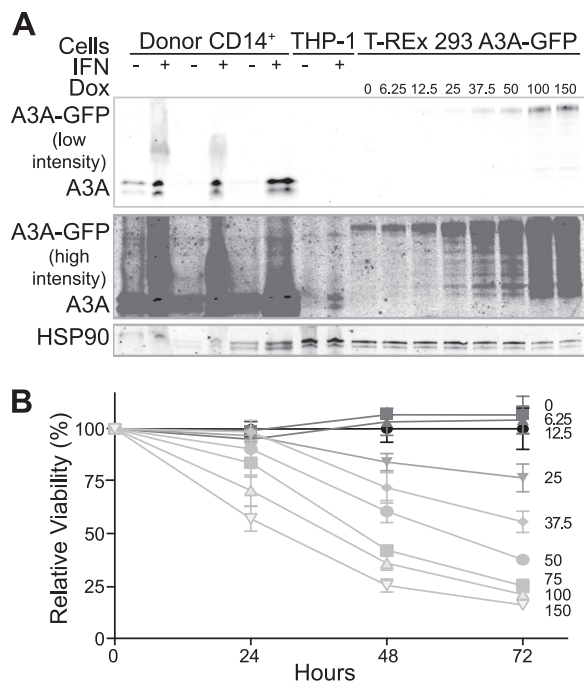 A
Cells Donor CD14+ THP-1 T-REx 293 A3A-GFP
IFN - + - + - + - +
Dox 0 6.25 12.5 25 37.5 50 100 150
A3A-GFP
(low
intensity)
A3A
A3A-GFP
(high
intensity)
A3A
HSP90
B
Relative Viability (%)
100
75
50
25
0
0 24 48 72
Hours
0
6.25
12.5
25
37.5
50
75
100
150